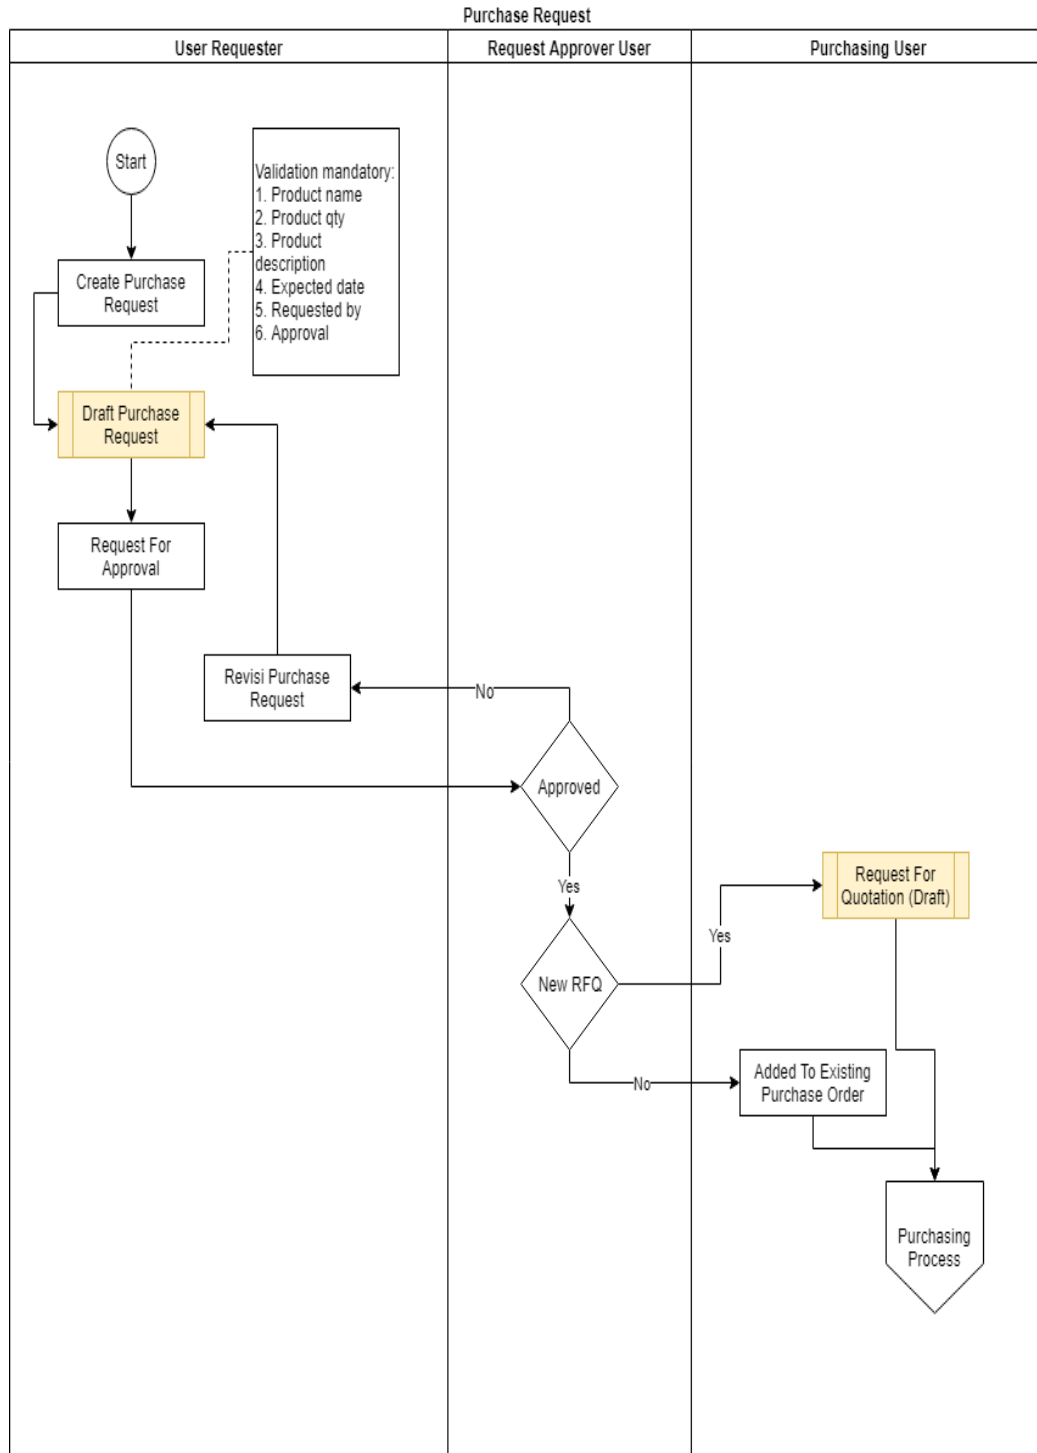 Purchase Request
User Requester
Request Approver User
Purchasing User
Start
Validation mandatory:
1. Product name
2. Product qty
3. Product
description
4. Expected date
5. Requested by
6. Approval
Create Purchase
Request
Draft Purchase
Request
Request For
Approval
Revisi Purchase
Request
No
Approved
Yes
Request For
Quotation (Draft)
Yes
New RFQ
No
Added To Existing
Purchase Order
Purchasing
Process